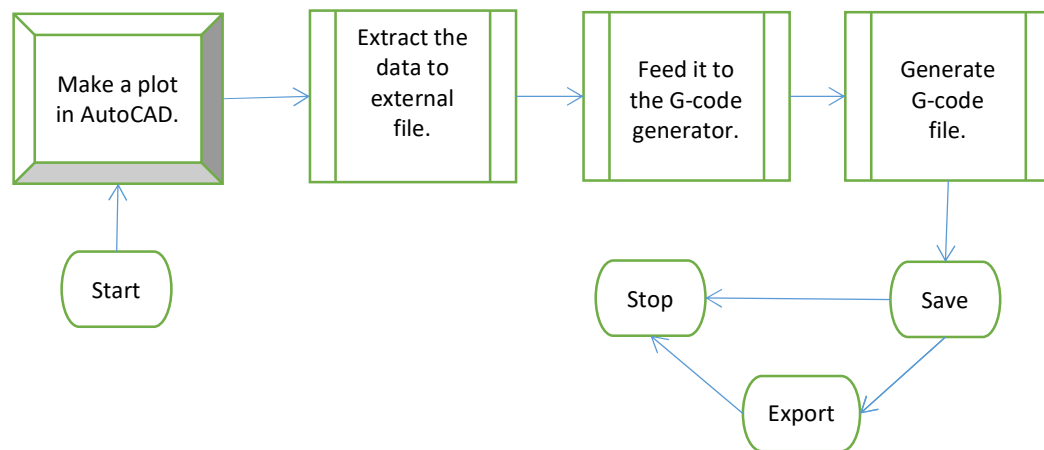 Make a plot
in AutoCAD.
Extract the
data to
external
file.
Feed it to
the G-code
generator.
Generate
G-code
file.
Start
Stop
Save
Export